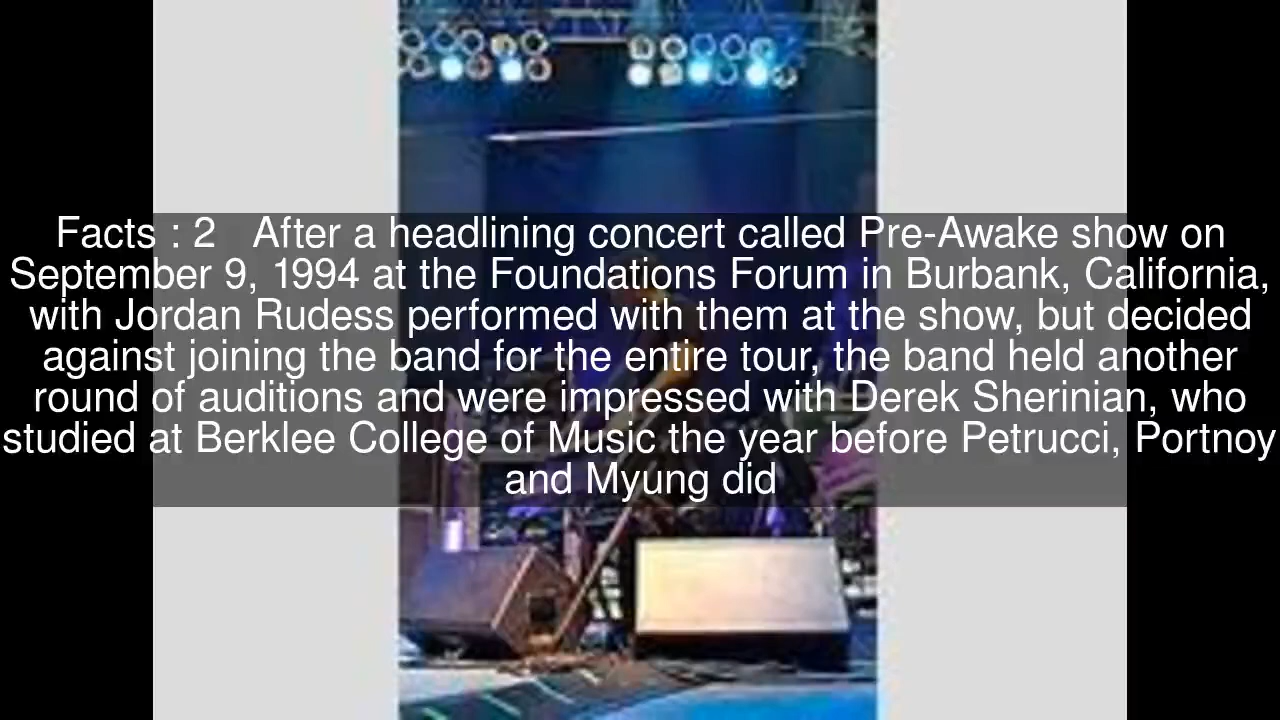 Facts : 2   After a headlining concert called Pre-Awake show on
September 9, 1994 at the Foundations Forum in Burbank, California,
with Jordan Rudess performed with them at the show, but decided
against joining the band for the entire tour, the band held another
round of auditions and were impressed with Derek Sherinian, who
studied at Berklee College of Music the year before Petrucci, Portnoy
and Myung did